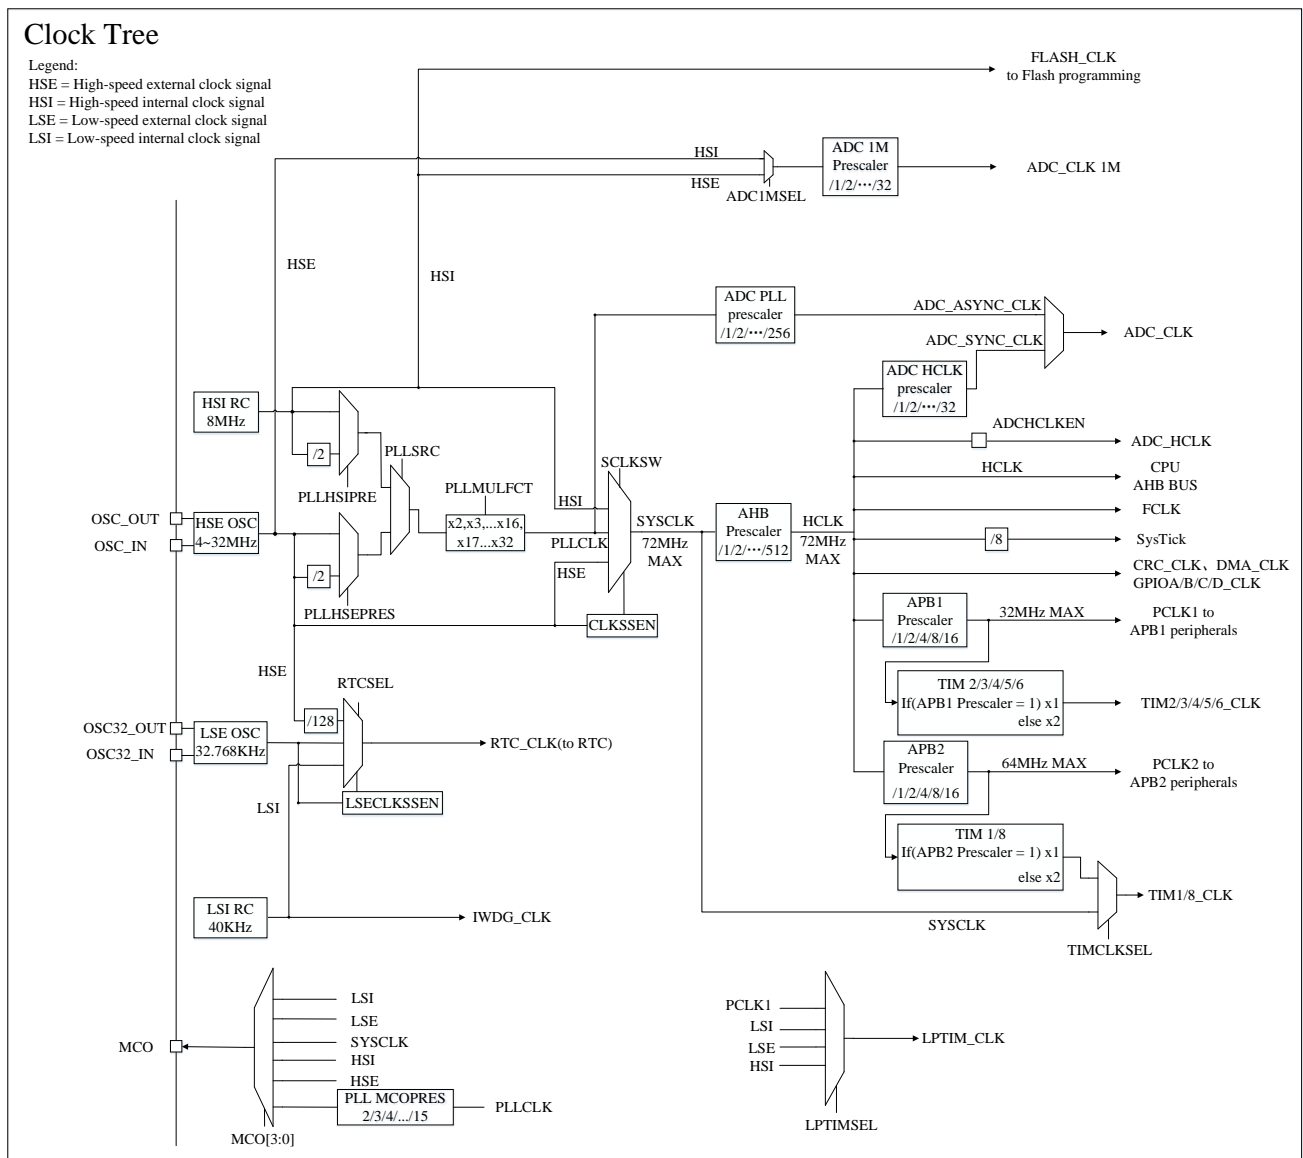 Clock Tree
Legend:
HSE = High-speed external clock signal
HSI = High-speed internal clock signal
LSE = Low-speed external clock signal
LSI = Low-speed internal clock signal
FLASH_CLK
to Flash programming
HSI
HSE
ADC1MSEL
ADC 1M
Prescaler
/1/2/···/32
ADC_CLK 1M
HSE
HSI
ADC PLL
prescaler
/1/2/···/256
ADC_ASYNC_CLK
ADC_SYNC_CLK
ADC_CLK
ADC HCLK
prescaler
/1/2/···/32
HSI RC
8MHz
/2
PLLHSIPRE
PLLSRC
PLLMULFCT
x2,x3,...x16,
x17...x32
OSC_OUT
OSC_IN
HSE OSC
4~32MHz
/2
PLLHSEPRES
SCLKSW
HSI
PLLCLK
HSE
CLKSSEN
SYSCLK
72MHz
MAX
AHB
Prescaler
/1/2/···/512
HCLK
72MHz
MAX
ADCHCLKEN
ADC_HCLK
HCLK
CPU
AHB BUS
FCLK
/8
SysTick
CRC_CLK、DMA_CLK
GPIOA/B/C/D_CLK
APB1
Prescaler
/1/2/4/8/16
32MHz MAX
PCLK1 to
APB1 peripherals
TIM 2/3/4/5/6
If(APB1 Prescaler = 1) x1
else x2
TIM2/3/4/5/6_CLK
APB2
Prescaler
/1/2/4/8/16
64MHz MAX
PCLK2 to
APB2 peripherals
TIM 1/8
If(APB2 Prescaler = 1) x1
else x2
TIM1/8_CLK
SYSCLK
TIMCLKSEL
HSE
RTCSEL
/128
OSC32_OUT
OSC32_IN
LSE OSC
32.768KHz
RTC_CLK(to RTC)
LSECLKSSEN
LSI
LSI RC
40KHz
IWDG_CLK
MCO
LSI
LSE
SYSCLK
HSI
HSE
PLL MCOPRES
2/3/4/.../15
PLLCLK
MCO[3:0]
PCLK1
LSI
LSE
HSI
LPTIM_CLK
LPTIMSEL